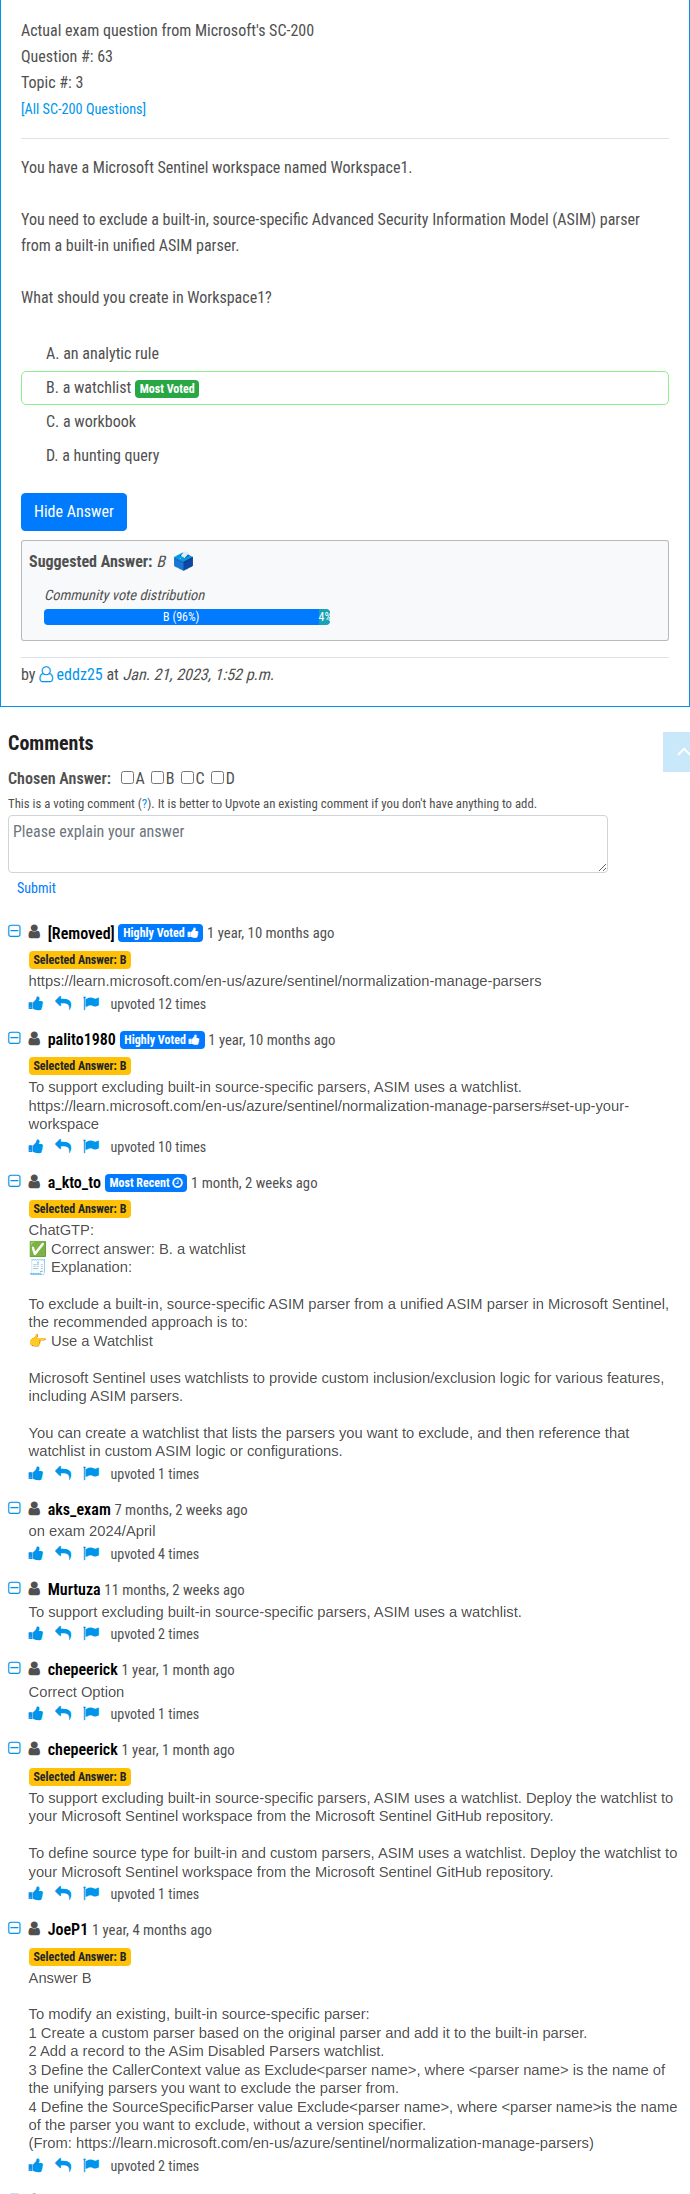 Actual exam question from Microsoft's SC-200
Question #: 63
Topic #: 3
[All SC-200 Questions]
You have a Microsoft Sentinel workspace named Workspace1.
You need to exclude a built-in, source-specific Advanced Security Information Model (ASIM) parser
from a built-in unified ASIM parser.
What should you create in Workspace1?
A. an analytic rule
B. a watchlist Most Voted
C. a workbook
D. a hunting query
Hide Answer
Suggested Answer: B
Community vote distribution
B (96%) 4%
by eddz25 at Jan. 21, 2023, 1:52 p.m.
Comments
Chosen Answer: A B C D
This is a voting comment (?). It is better to Upvote an existing comment if you don't have anything to add.
Please explain your answer
Submit
[Removed] Highly Voted 1 year, 10 months ago
Selected Answer: B
https://learn.microsoft.com/en-us/azure/sentinel/normalization-manage-parsers
upvoted 12 times
palito1980 Highly Voted 1 year, 10 months ago
Selected Answer: B
To support excluding built-in source-specific parsers, ASIM uses a watchlist.
https://learn.microsoft.com/en-us/azure/sentinel/normalization-manage-parsers#set-up-your-
workspace
upvoted 10 times
a_kto_to Most Recent 1 month, 2 weeks ago
Selected Answer: B
ChatGTP:
✅ Correct answer: B. a watchlist
🧾 Explanation:
To exclude a built-in, source-specific ASIM parser from a unified ASIM parser in Microsoft Sentinel,
the recommended approach is to:
👉 Use a Watchlist
Microsoft Sentinel uses watchlists to provide custom inclusion/exclusion logic for various features,
including ASIM parsers.
You can create a watchlist that lists the parsers you want to exclude, and then reference that
watchlist in custom ASIM logic or configurations.
upvoted 1 times
aks_exam 7 months, 2 weeks ago
on exam 2024/April
upvoted 4 times
Murtuza 11 months, 2 weeks ago
To support excluding built-in source-specific parsers, ASIM uses a watchlist.
upvoted 2 times
chepeerick 1 year, 1 month ago
Correct Option
upvoted 1 times
chepeerick 1 year, 1 month ago
Selected Answer: B
To support excluding built-in source-specific parsers, ASIM uses a watchlist. Deploy the watchlist to
your Microsoft Sentinel workspace from the Microsoft Sentinel GitHub repository.
To define source type for built-in and custom parsers, ASIM uses a watchlist. Deploy the watchlist to
your Microsoft Sentinel workspace from the Microsoft Sentinel GitHub repository.
upvoted 1 times
JoeP1 1 year, 4 months ago
Selected Answer: B
Answer B
To modify an existing, built-in source-specific parser:
1 Create a custom parser based on the original parser and add it to the built-in parser.
2 Add a record to the ASim Disabled Parsers watchlist.
3 Define the CallerContext value as Exclude<parser name>, where <parser name> is the name of
the unifying parsers you want to exclude the parser from.
4 Define the SourceSpecificParser value Exclude<parser name>, where <parser name>is the name
of the parser you want to exclude, without a version specifier.
(From: https://learn.microsoft.com/en-us/azure/sentinel/normalization-manage-parsers)
upvoted 2 times